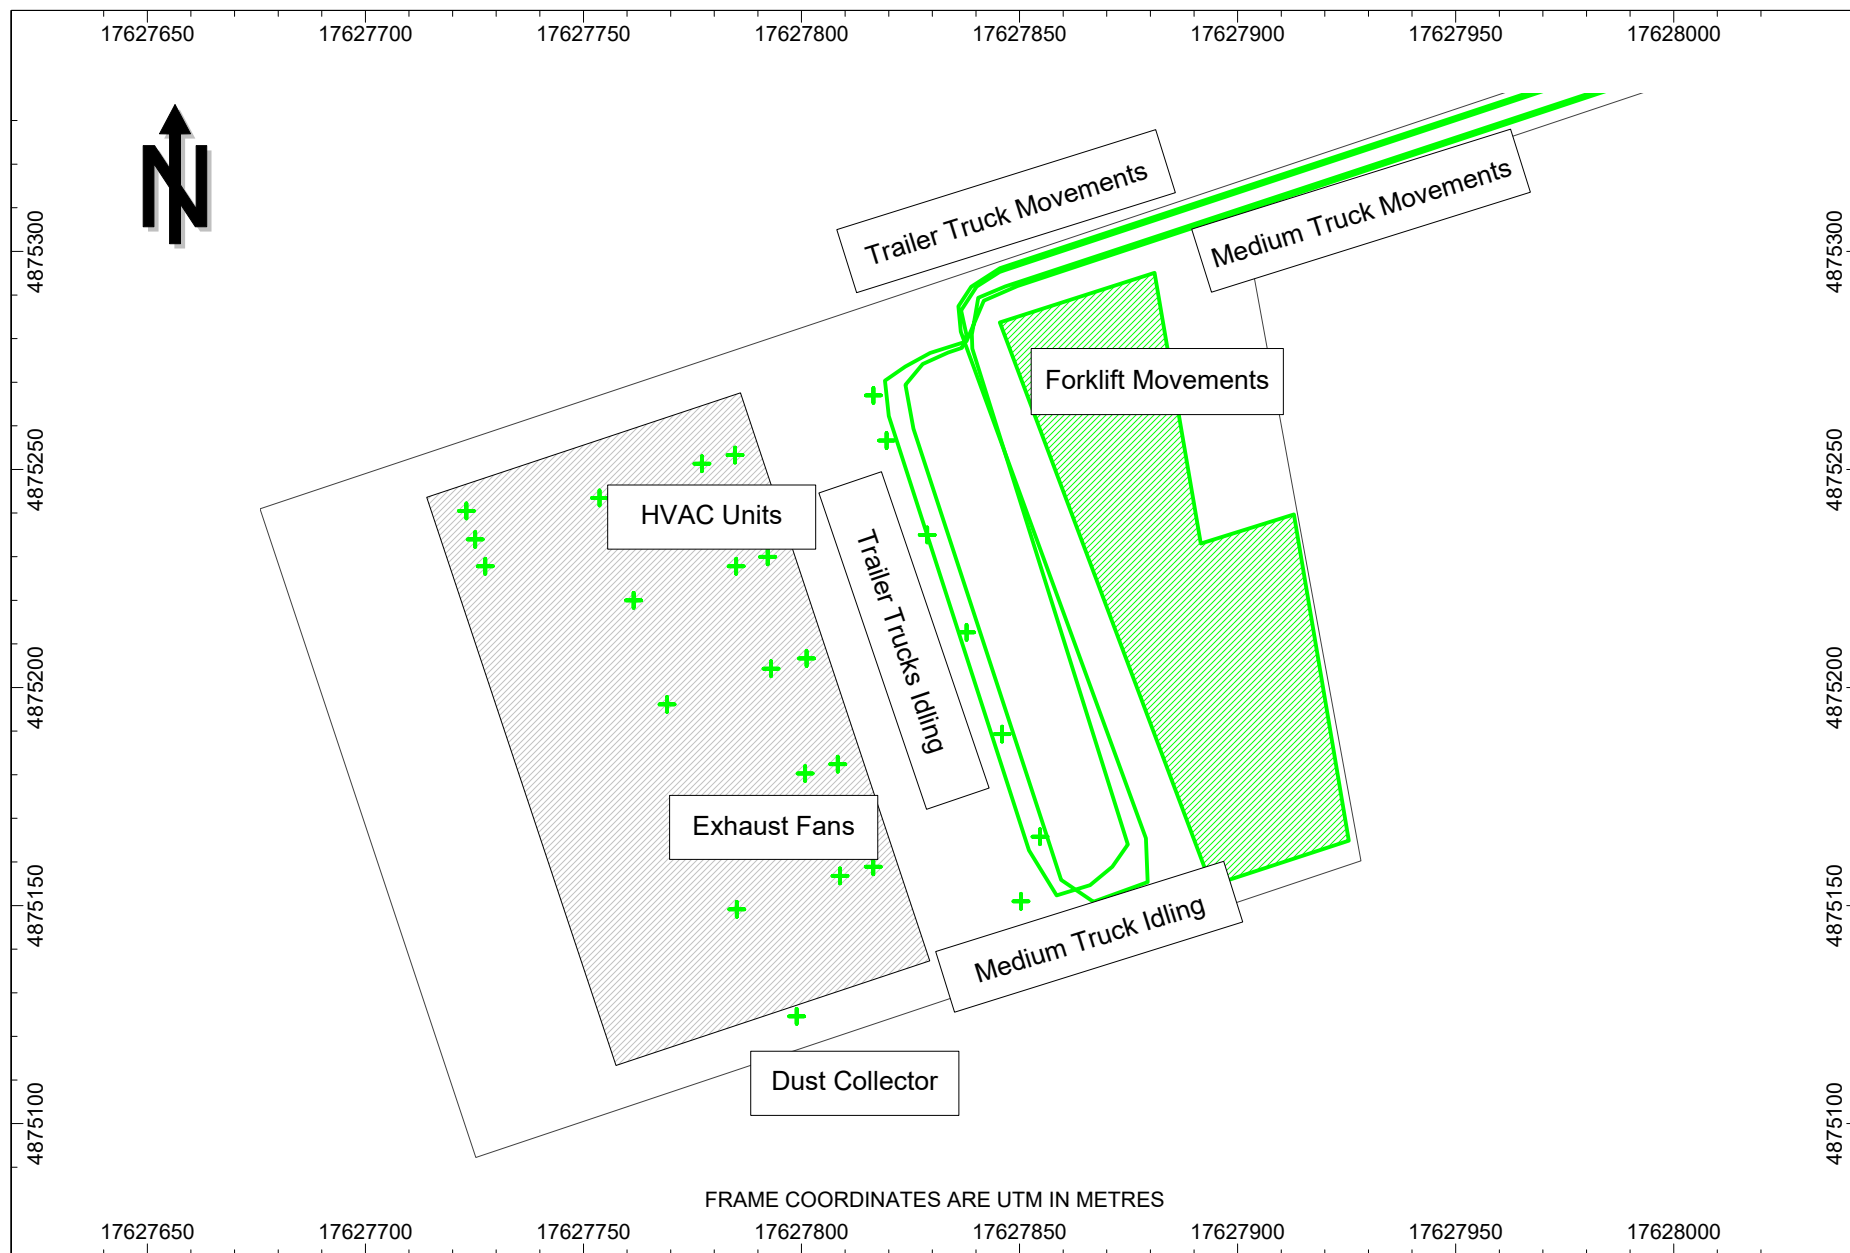 17627650 17627700 17627750 17627800 17627850 17627900 17627950 17628000
N
Trailer Truck Movements
Medium Truck Movements
4875300
4875300
Forklift Movements
4875250
4875250
HVAC Units
Trailer Trucks Idling
4875200
4875200
Exhaust Fans
4875150
4875150
Medium Truck Idling
Dust Collector
4875100
4875100
FRAME COORDINATES ARE UTM IN METRES
17627650 17627700 17627750 17627800 17627850 17627900 17627950 17628000